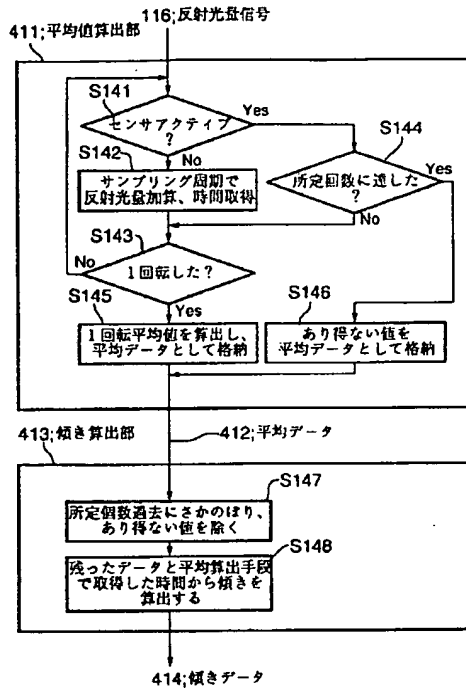 116;反射光量信号
411;平均値算出部
S141
センサアクティブ
?
Yes
No
S142
サンプリング周期で
反射光量加算、時間取得
S144
所定回数に達した
?
Yes
No
S143
1回転した?
No
Yes
S145
1回転平均値を算出し、
平均データとして格納
S146
あり得ない値を
平均データとして格納
413;傾き算出部
412;平均データ
S147
所定個数過去にさかのぼり、
あり得ない値を除く
S148
残ったデータと平均算出手段
で取得した時間から傾きを
算出する
414;傾きデータ